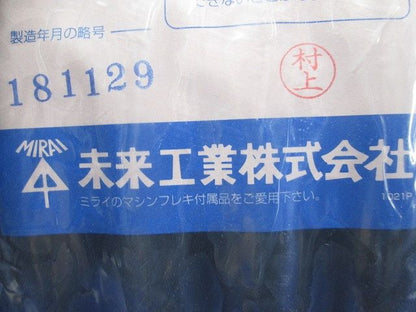 製造年月の略号
181129
村上
MIRAI
未来工業株式会社
ミライのマシンフレキ付属品をご愛用下さい。
T021P